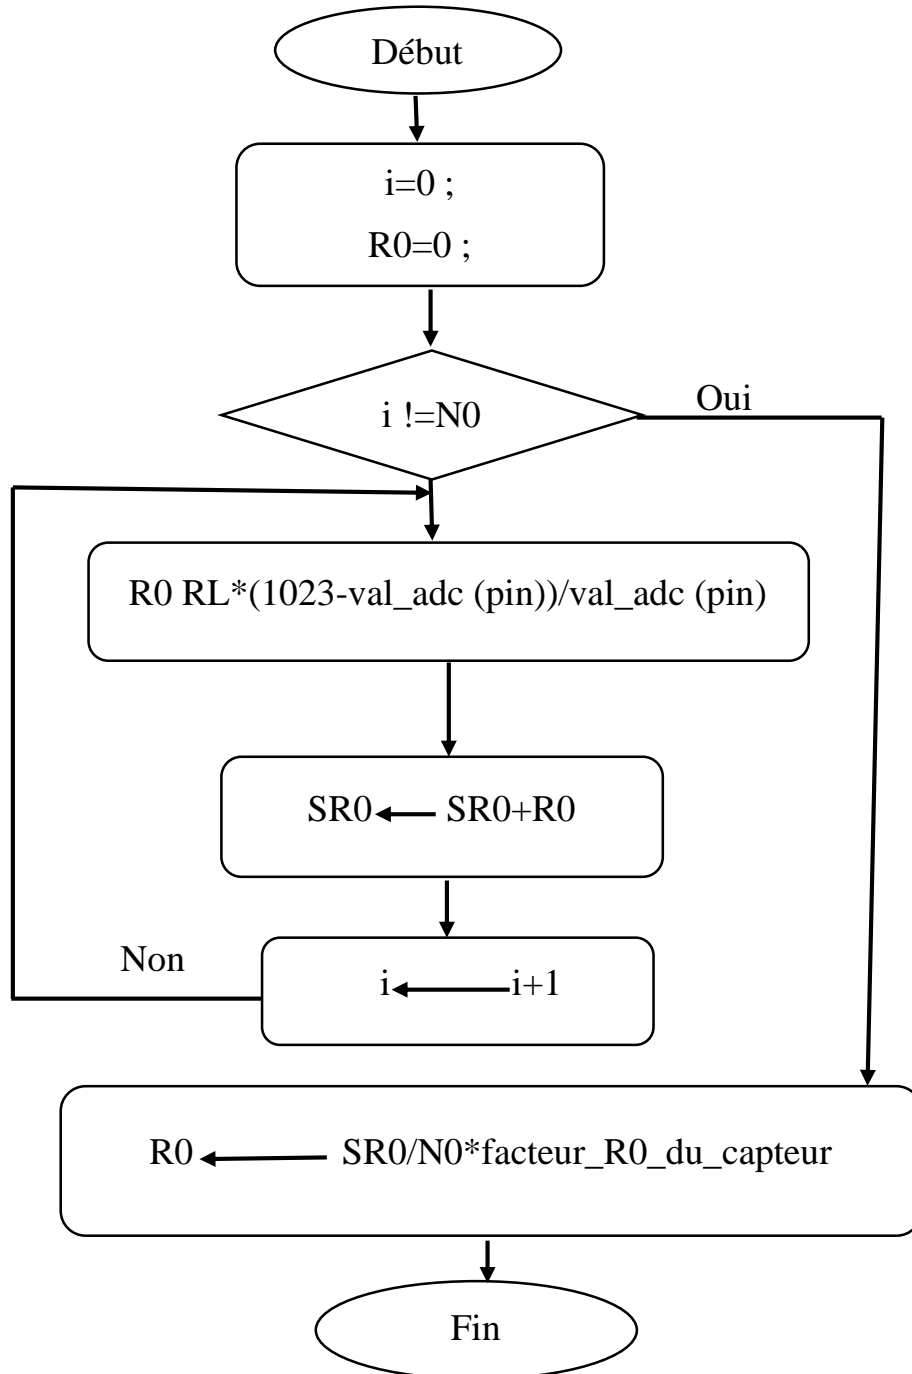 Début
i=0 ;
R0=0 ;
i !=N0
Oui
R0 RL*(1023-val_adc (pin))/val_adc (pin)
SR0 SR0+R0
Non
i i+1
R0 SR0/N0*facteur_R0_du_capteur
Fin